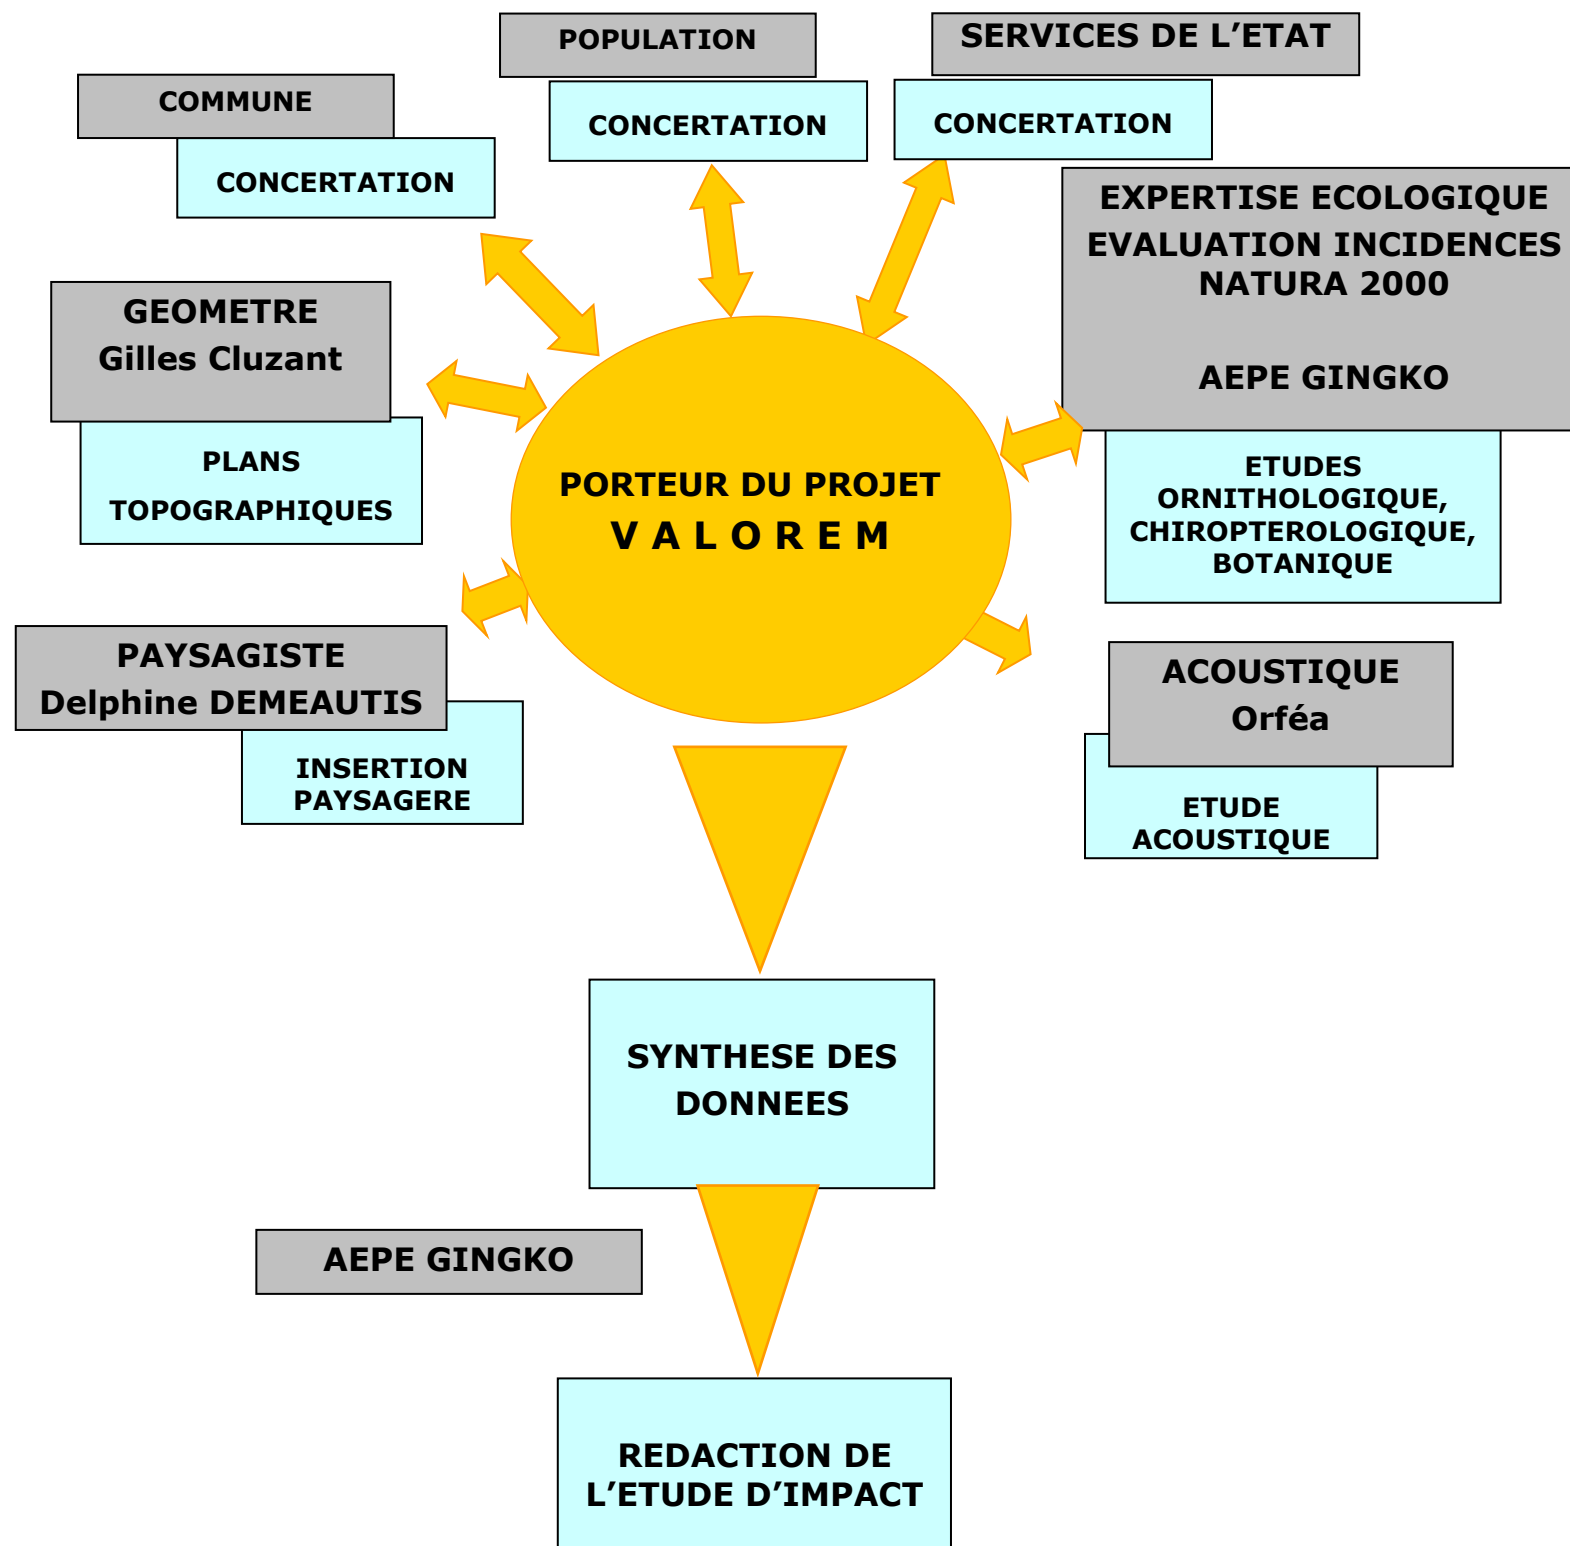 POPULATION
CONCERTATION
SERVICES DE L’ETAT
CONCERTATION
COMMUNE
CONCERTATION
EXPERTISE ECOLOGIQUE
EVALUATION INCIDENCES
NATURA 2000
AEPE GINGKO
ETUDES
ORNITHOLOGIQUE,
CHIROPTEROLOGIQUE,
BOTANIQUE
GEOMETRE
Gilles Cluzant
PLANS
TOPOGRAPHIQUES
PORTEUR DU PROJET
V A L O R E M
PAYSAGISTE
Delphine DEMEAUTIS
INSERTION
PAYSAGERE
ACOUSTIQUE
Orféa
ETUDE
ACOUSTIQUE
SYNTHESE DES
DONNEES
AEPE GINGKO
REDACTION DE
L’ETUDE D’IMPACT